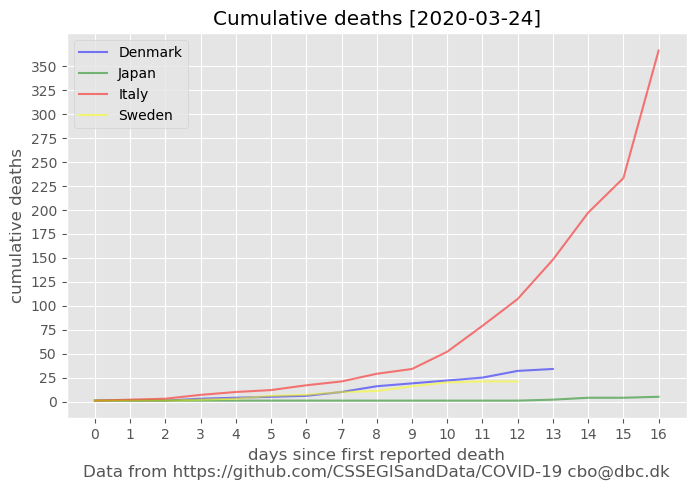 Cumulative deaths [2020-03-24]
Denmark
Japan
Italy
Sweden
cumulative deaths
350
325
300
275
250
225
200
175
150
125
100
75
50
25
0
0 1 2 3 4 5 6 7 8 9 10 11 12 13 14 15 16
days since first reported death
Data from https://github.com/CSSEGISandData/COVID-19 cbo@dbc.dk